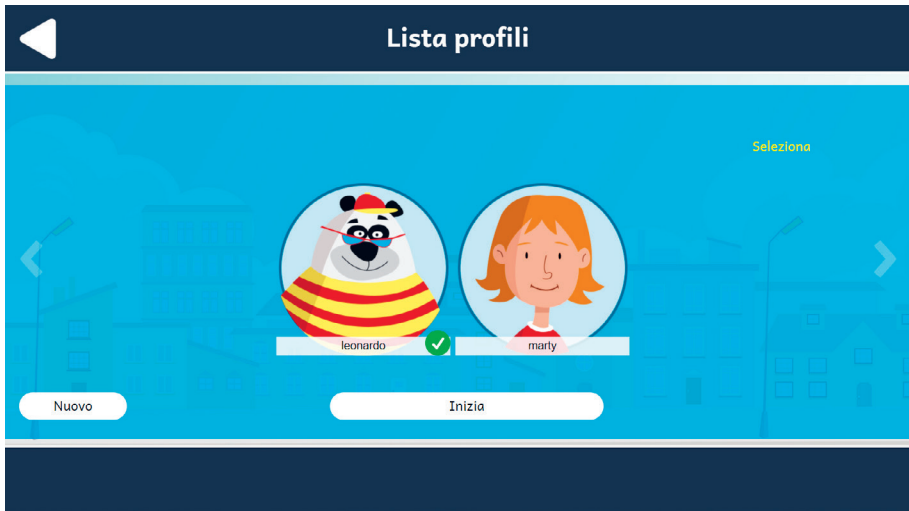 Lista profili
Seleziona
leonardo
marty
Nuovo
Inizia